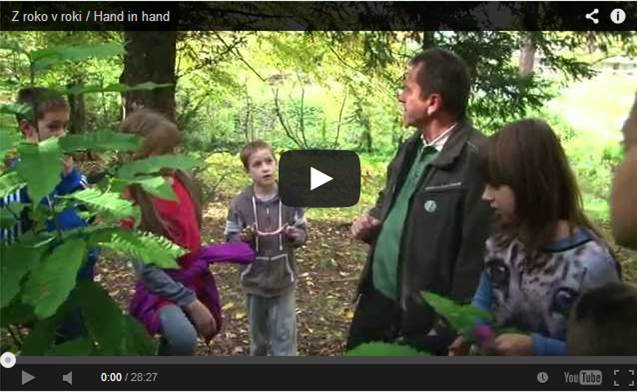 Z roko v roki / Hand in hand
0:00 / 28:27
YouTube